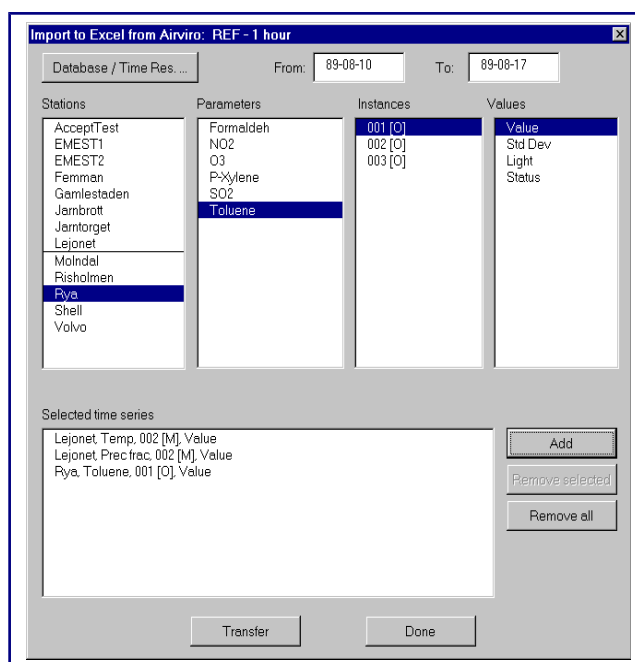 Import to Excel from Airviro: REF - 1 hour
Database / Time Res. ...
From: 89-08-10 To: 89-08-17
Stations
AcceptTest
EMEST1
EMEST2
Femman
Gamlestaden
Jarnbrott
Jarntorget
Lejonet
Molndal
Risholmen
Rya
Shell
Volvo
Parameters
Formaldeh
NO2
O3
P-Xylene
SO2
Toluene
Instances
001 [O]
002 [O]
003 [O]
Values
Value
Std Dev
Light
Status
Selected time series
Lejonet, Temp, 002 [M], Value
Lejonet, Prec frac, 002 [M], Value
Rya, Toluene, 001 [O], Value
Add
Remove selected
Remove all
Transfer
Done